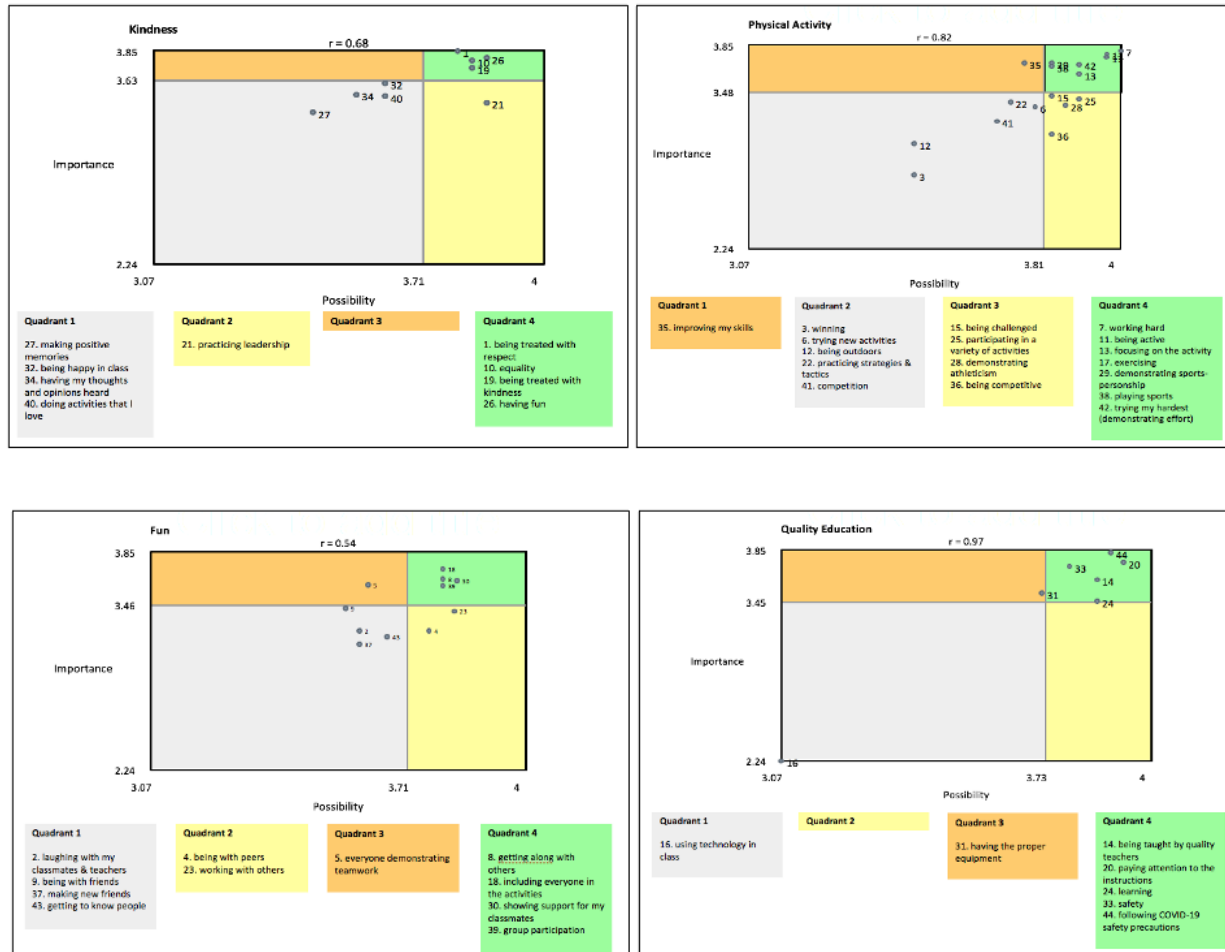 Kindness
r = 0.68
3.85
3.63
1
26
10
19
32
34
40
21
27
Importance
2.24
3.07
3.71
4
Possibility
Quadrant 1
27. making positive
memories
32. being happy in class
34. having my thoughts
and opinions heard
40. doing activities that I
love
Quadrant 2
21. practicing leadership
Quadrant 3
Quadrant 4
1. being treated with
respect
10. equality
19. being treated with
kindness
26. having fun
Physical Activity
r = 0.82
3.85
3.48
7
35
42
13
15
25
22
6
28
41
36
12
3
Importance
2.24
3.07
3.81
4
Possibility
Quadrant 1
35. improving my skills
Quadrant 2
3. winning
6. trying new activities
12. being outdoors
22. practicing strategies &
tactics
41. competition
Quadrant 3
15. being challenged
25. participating in a
variety of activities
28. demonstrating
athleticism
36. being competitive
Quadrant 4
7. working hard
11. being active
13. focusing on the activity
17. exercising
29. demonstrating sports-
personship
38. playing sports
42. trying my hardest
(demonstrating effort)
Fun
r = 0.54
3.85
3.46
18
8
30
39
5
9
23
2
43
4
37
Importance
2.24
3.07
3.71
4
Possibility
Quadrant 1
2. laughing with my
classmates & teachers
9. being with friends
37. making new friends
43. getting to know people
Quadrant 2
4. being with peers
23. working with others
Quadrant 3
5. everyone demonstrating
teamwork
Quadrant 4
8. getting along with
others
18. including everyone in
the activities
30. showing support for my
classmates
39. group participation
Quality Education
r = 0.97
3.85
3.45
44
20
33
14
31
24
Importance
2.24
16
3.07
3.73
4
Possibility
Quadrant 1
16. using technology in
class
Quadrant 2
Quadrant 3
31. having the proper
equipment
Quadrant 4
14. being taught by quality
teachers
20. paying attention to the
instructions
24. learning
33. safety
44. following COVID-19
safety precautions